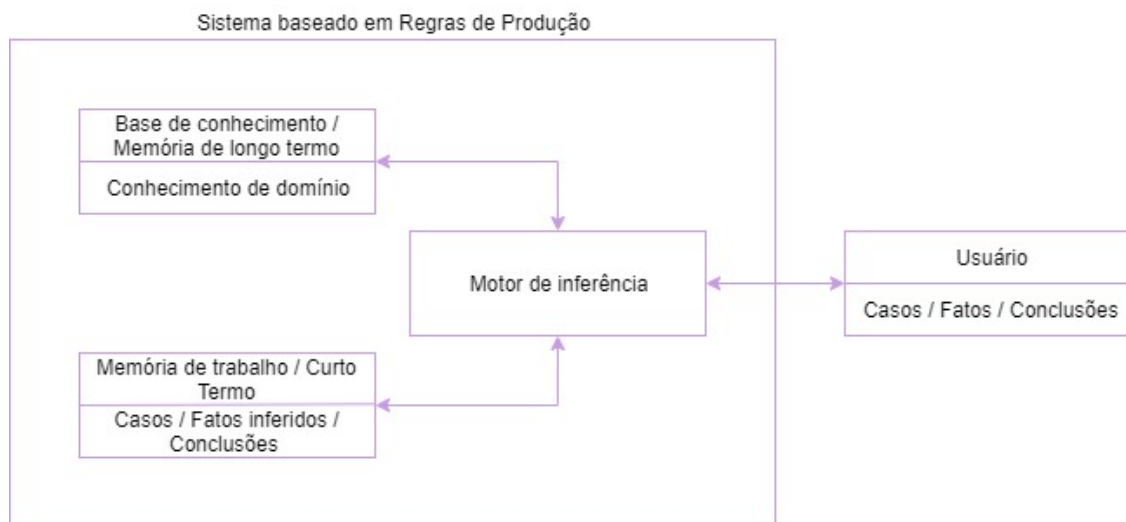 Sistema baseado em Regras de Produção
Base de conhecimento /
Memória de longo termo
Conhecimento de domínio
Motor de inferência
Usuário
Casos / Fatos / Conclusões
Memória de trabalho / Curto
Termo
Casos / Fatos inferidos /
Conclusões